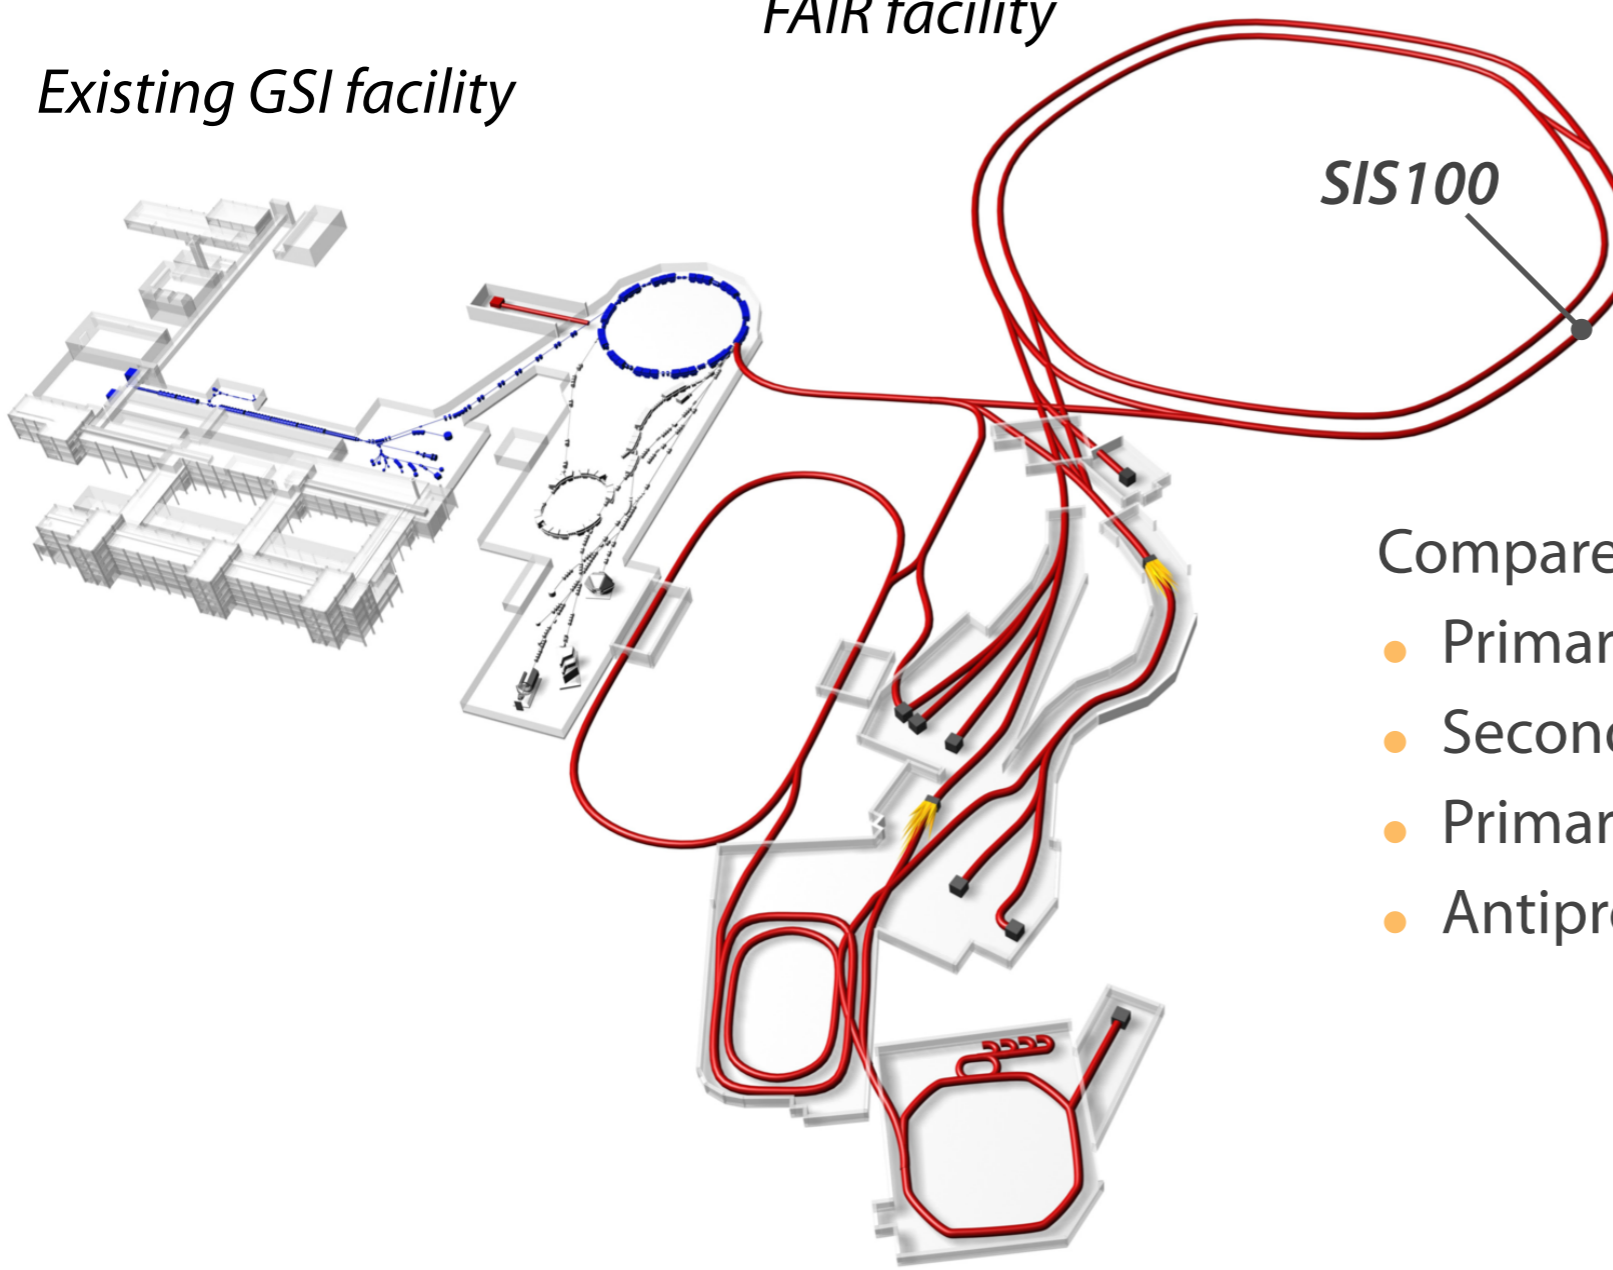 FAIR facility
Existing GSI facility
SIS100
Compare
Primar
Second
Primar
Antipr